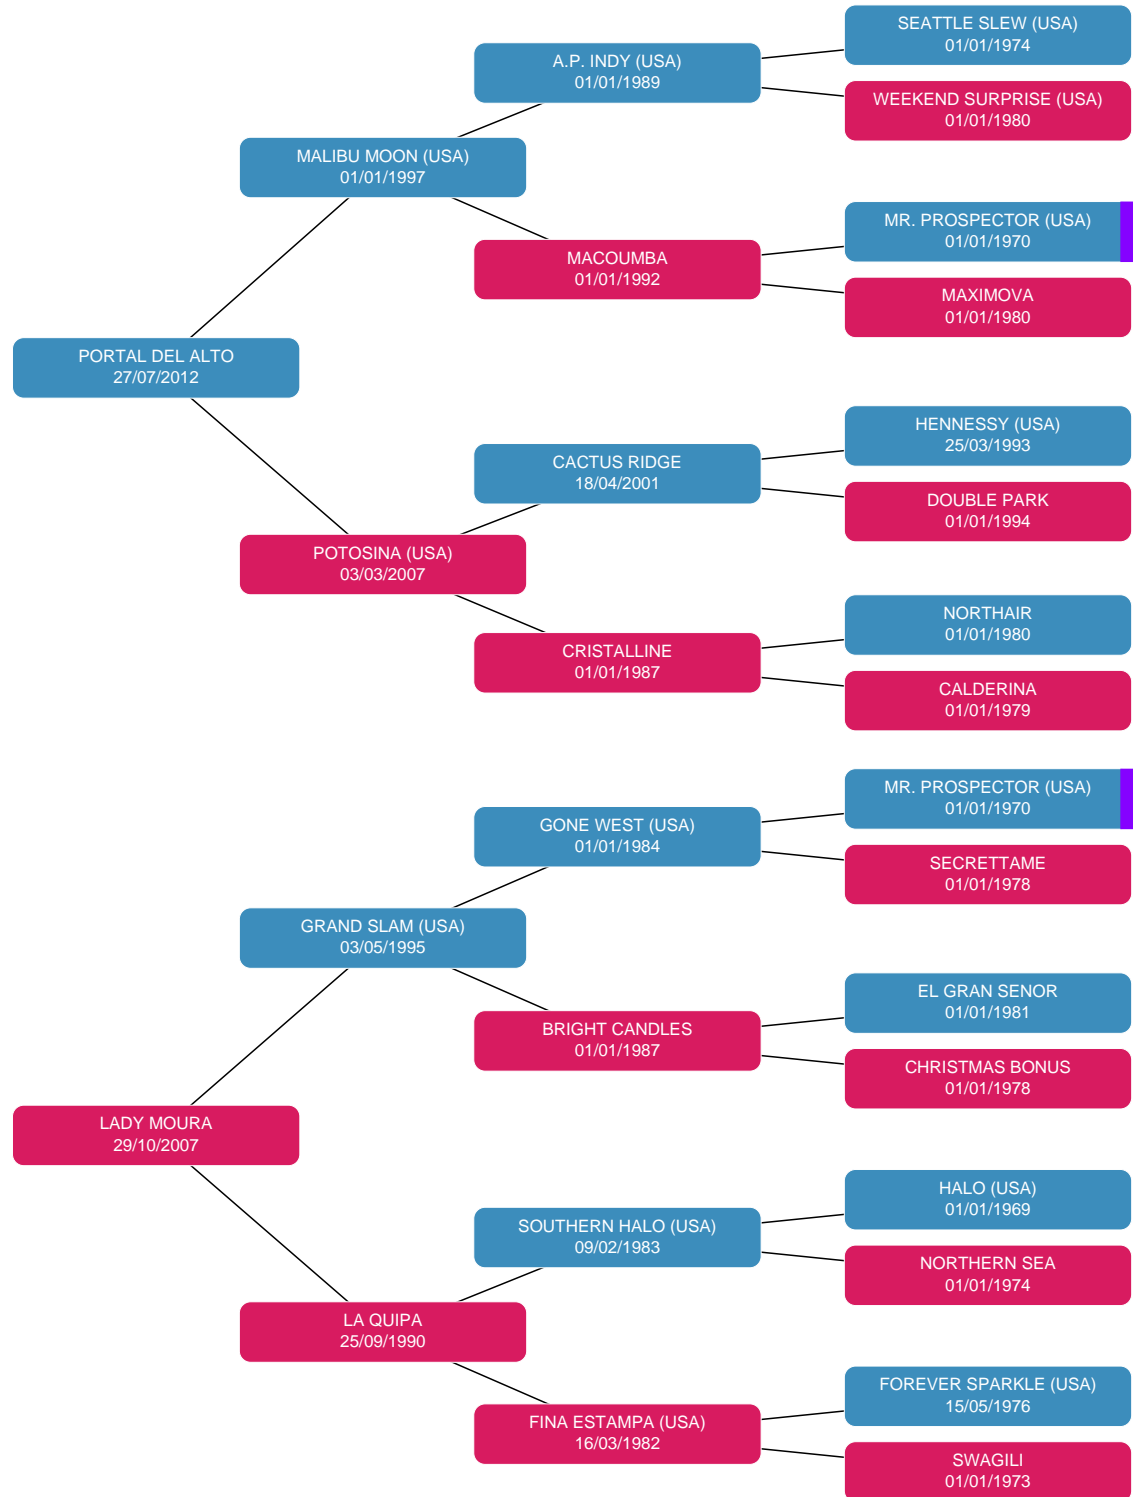 SEATTLE SLEW (USA)
01/01/1974
A.P. INDY (USA)
01/01/1989
WEEKEND SURPRISE (USA)
01/01/1980
MALIBU MOON (USA)
01/01/1997
MR. PROSPECTOR (USA)
01/01/1970
MACOUMBA
01/01/1992
MAXIMOVA
01/01/1980
PORTAL DEL ALTO
27/07/2012
HENNESSY (USA)
25/03/1993
CACTUS RIDGE
18/04/2001
DOUBLE PARK
01/01/1994
POTOSINA (USA)
03/03/2007
NORTHAIR
01/01/1980
CRISTALLINE
01/01/1987
CALDERINA
01/01/1979
MR. PROSPECTOR (USA)
01/01/1970
GONE WEST (USA)
01/01/1984
SECRETTAME
01/01/1978
GRAND SLAM (USA)
03/05/1995
EL GRAN SENOR
01/01/1981
BRIGHT CANDLES
01/01/1987
CHRISTMAS BONUS
01/01/1978
LADY MOURA
29/10/2007
HALO (USA)
01/01/1969
SOUTHERN HALO (USA)
09/02/1983
NORTHERN SEA
01/01/1974
LA QUIPA
25/09/1990
FOREVER SPARKLE (USA)
15/05/1976
FINA ESTAMPA (USA)
16/03/1982
SWAGILI
01/01/1973